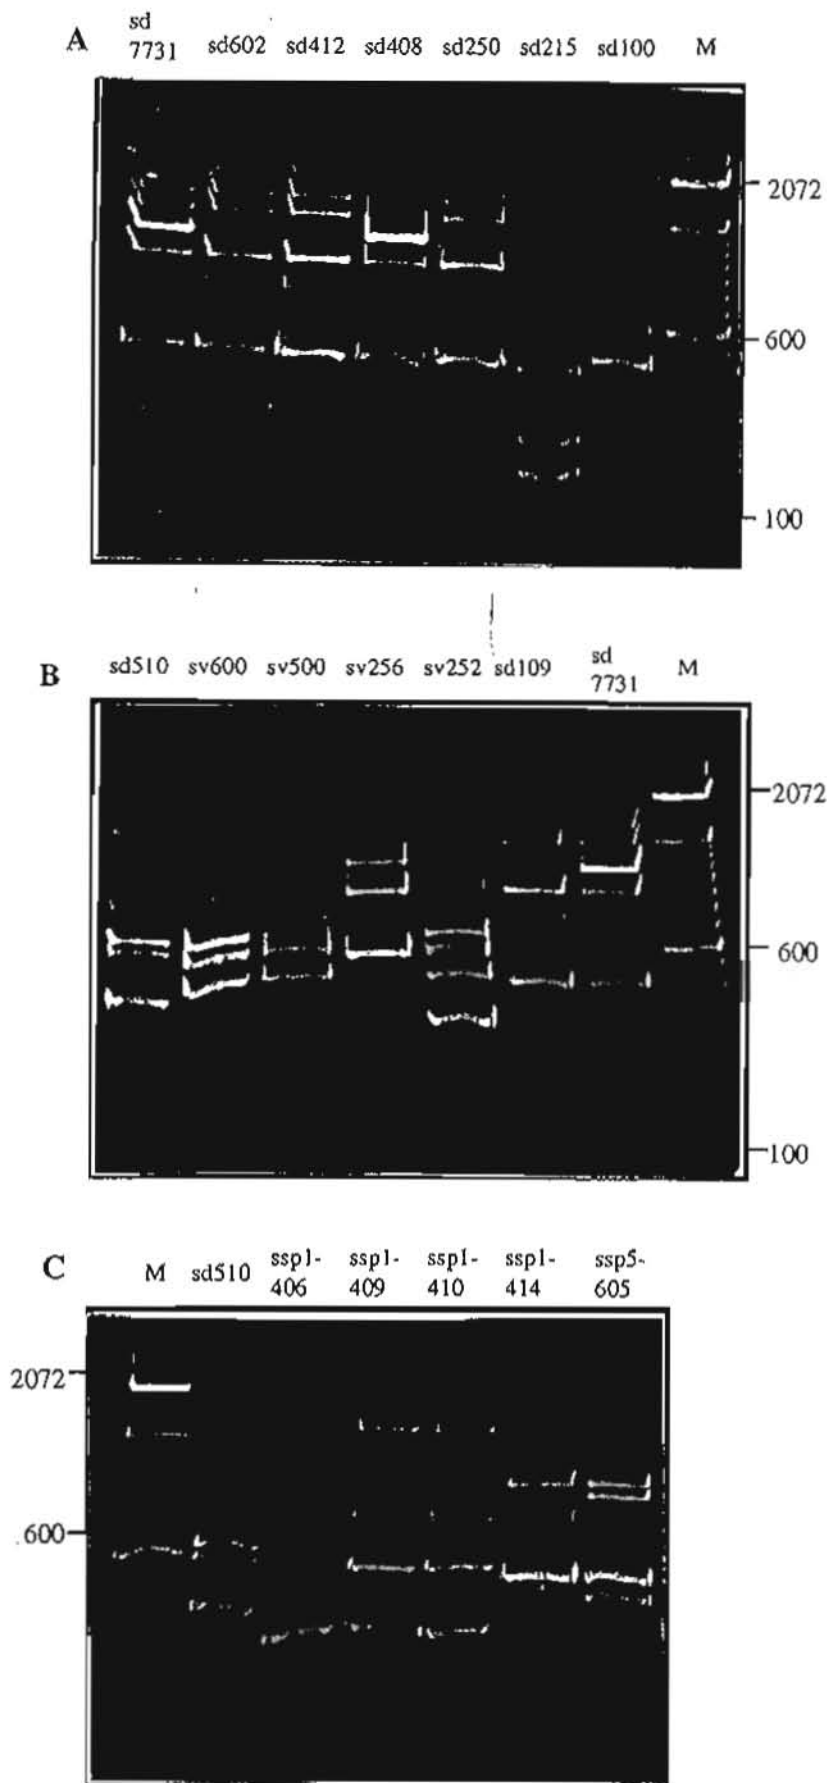 A
sd
7731 sd602 sd412 sd408 sd250 sd215 sd100 M
2072
600
100
B
sd510 sv600 sv500 sv256 sv252 sd109 sd
7731 M
2072
600
100
C
M sd510 ssp1-
406 ssp1-
409 ssp1-
410 ssp1-
414 ssp5-
605
2072
600